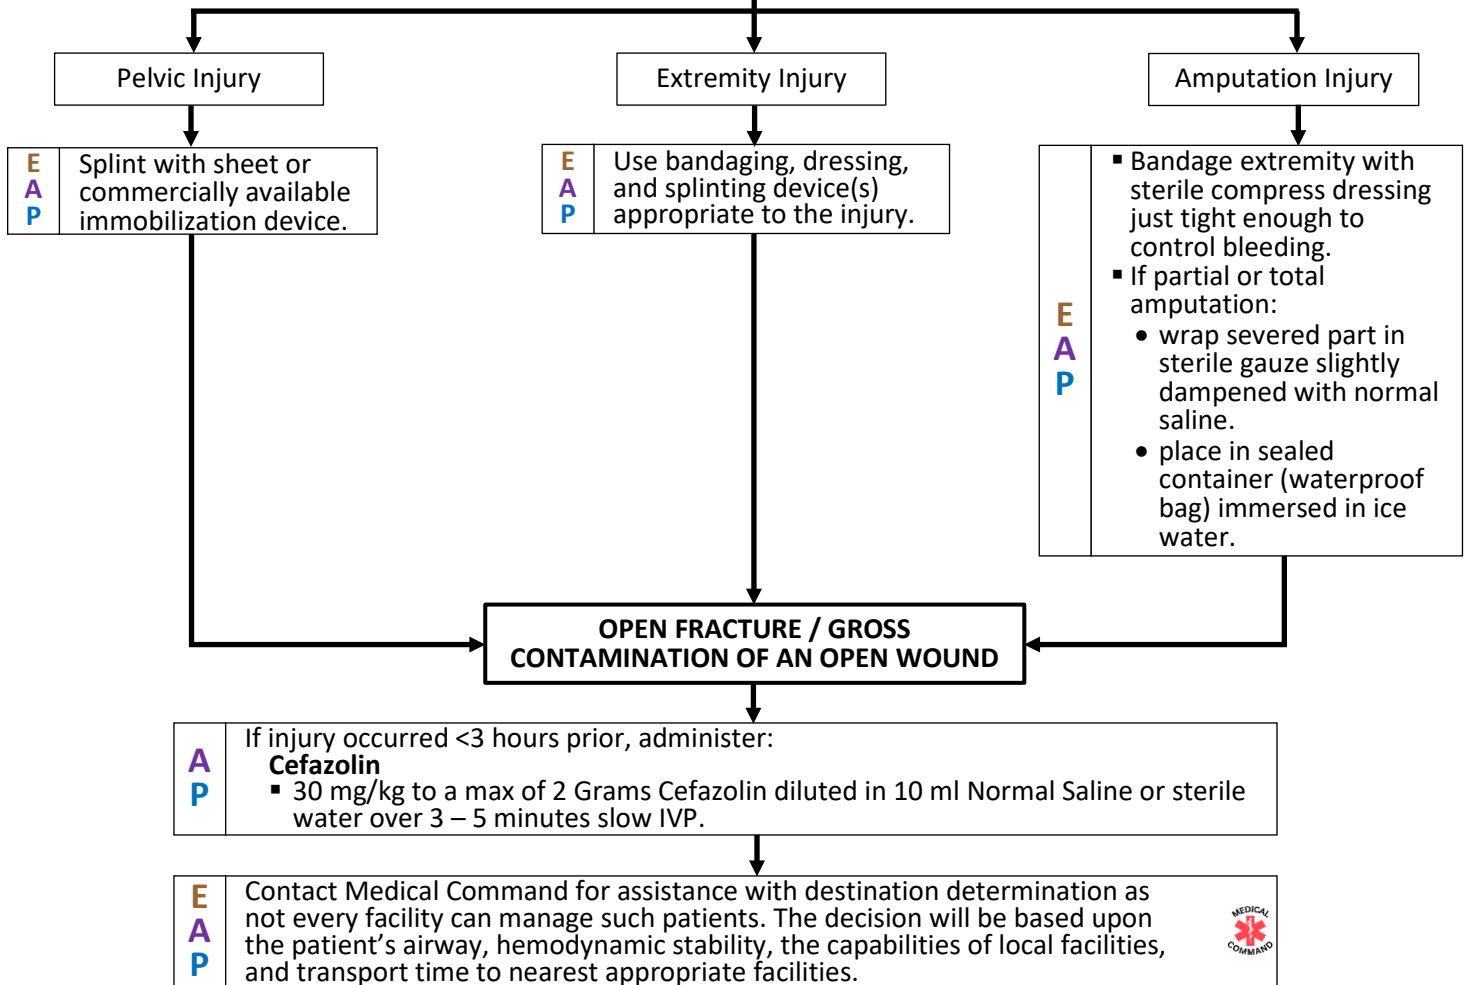 Pelvic Injury
Extremity Injury
Amputation Injury
E
A
P
Splint with sheet or
commercially available
immobilization device.
E
A
P
Use bandaging, dressing,
and splinting device(s)
appropriate to the injury.
E
A
P
▪ Bandage extremity with
sterile compress dressing
just tight enough to
control bleeding.
▪ If partial or total
amputation:
• wrap severed part in
sterile gauze slightly
dampened with normal
saline.
• place in sealed
container (waterproof
bag) immersed in ice
water.
OPEN FRACTURE / GROSS
CONTAMINATION OF AN OPEN WOUND
A
P
If injury occurred <3 hours prior, administer:
Cefazolin
▪ 30 mg/kg to a max of 2 Grams Cefazolin diluted in 10 ml Normal Saline or sterile
water over 3 – 5 minutes slow IVP.
E
A
P
Contact Medical Command for assistance with destination determination as
not every facility can manage such patients. The decision will be based upon
the patient’s airway, hemodynamic stability, the capabilities of local facilities,
and transport time to nearest appropriate facilities.
MEDICAL
COMMAND